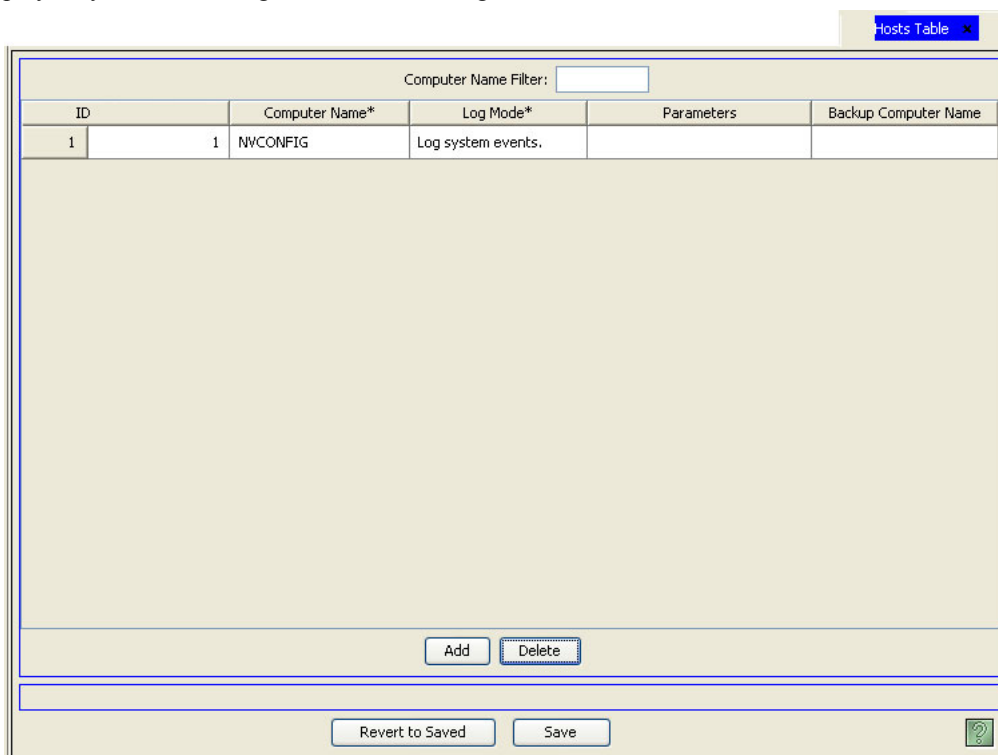 Hosts Table ×
Computer Name Filter:
ID Computer Name* Log Mode* Parameters Backup Computer Name
1 1 NVCONFIG Log system events.
Add Delete
Revert to Saved Save ?